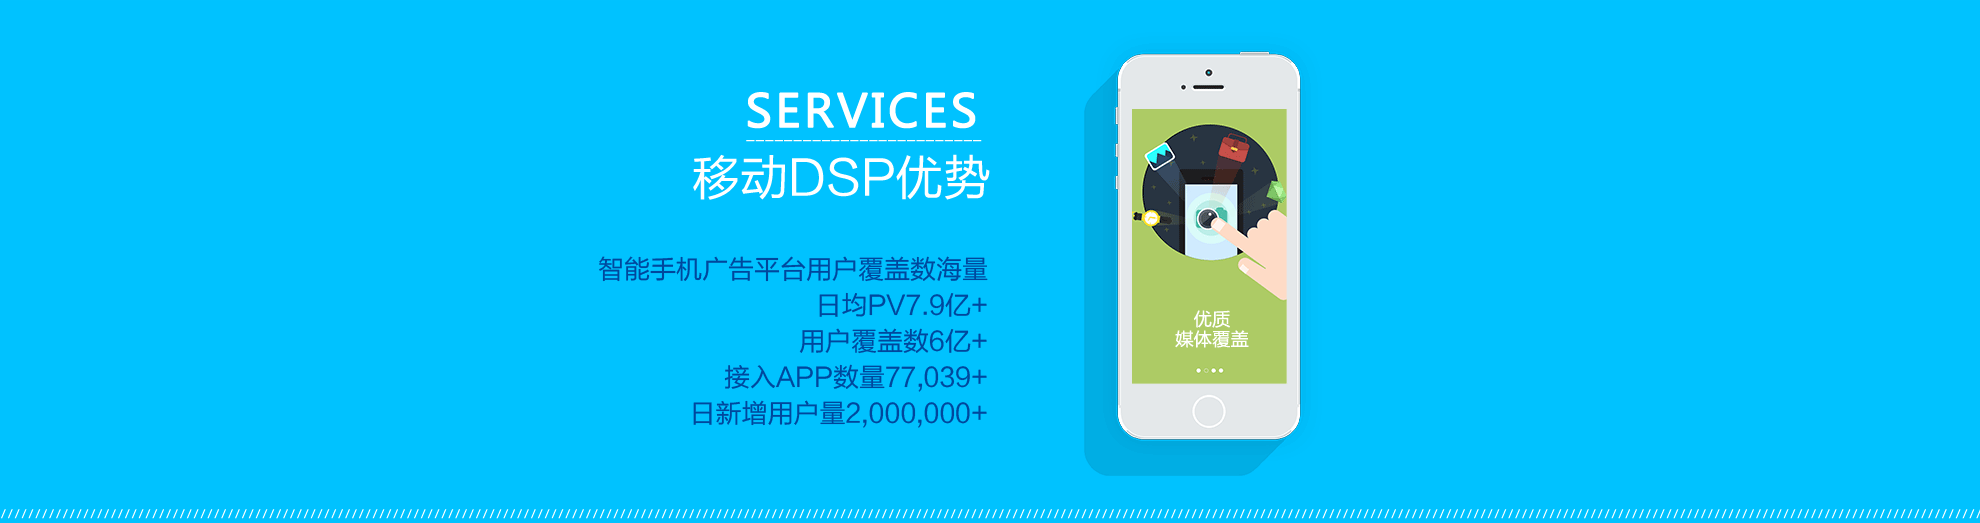 SERVICES
移动DSP优势
智能手机广告平台用户覆盖数海量
日均PV7.9亿+
用户覆盖数6亿+
接入APP数量77,039+
日新增用户量2,000,000+
优质
媒体覆盖